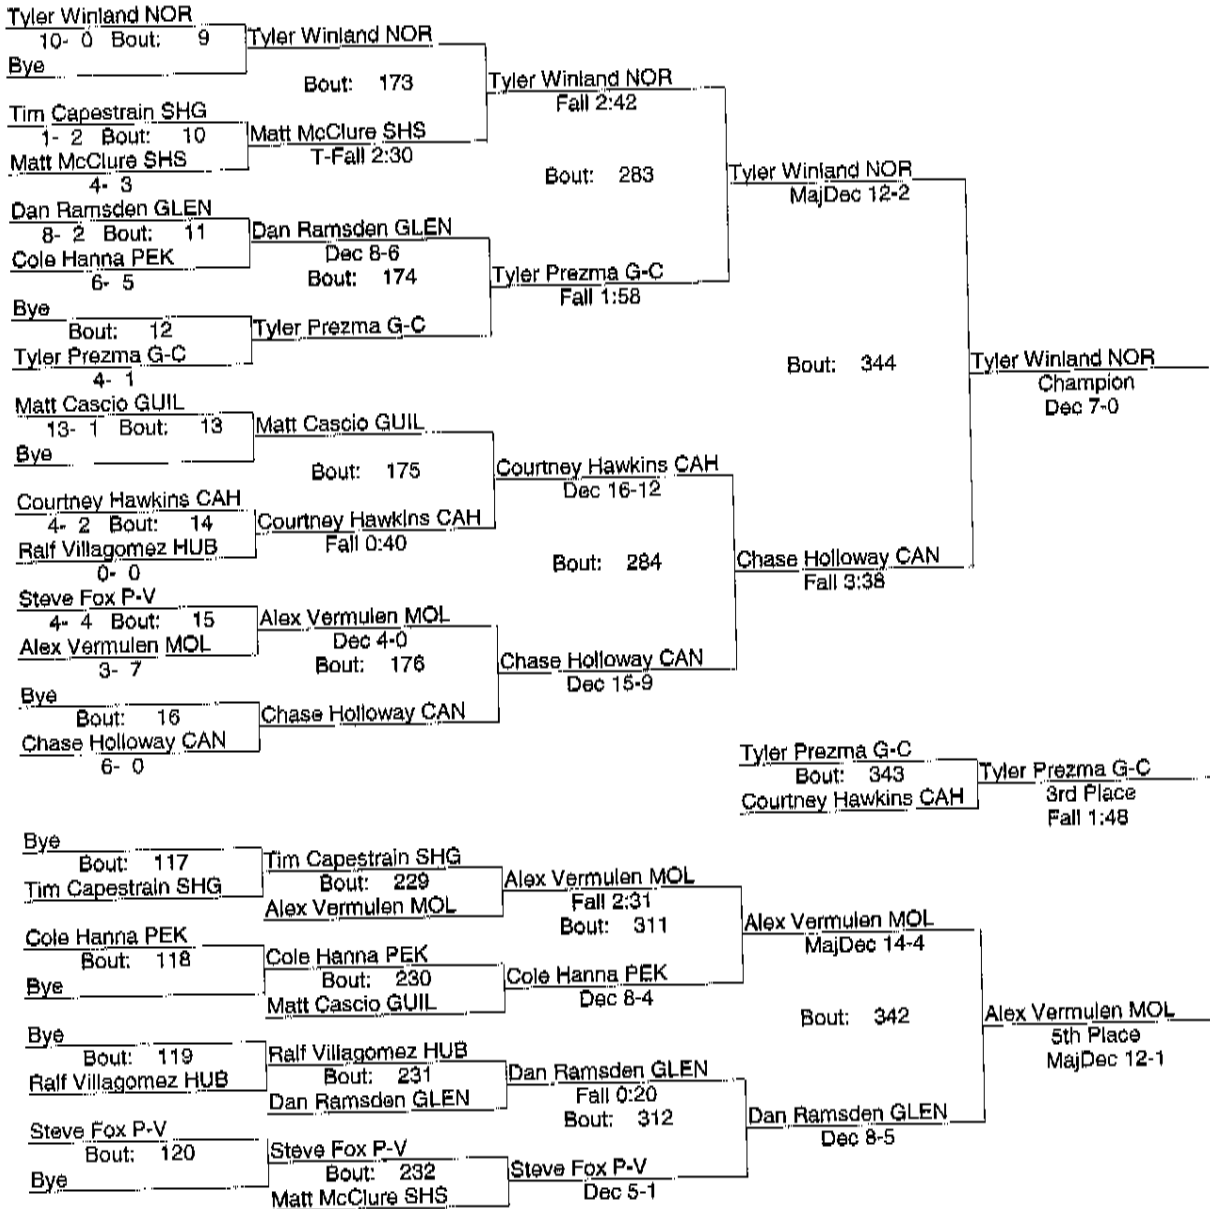 Tyler Winland NOR
10- 0 Bout: 9
Bye
Tyler Winland NOR
Bout: 173
Tim Capestrain SHG
1- 2 Bout: 10
Matt McClure SHS
4- 3
Matt McClure SHS
T-Fall 2:30
Tyler Winland NOR
Fall 2:42
Bout: 283
Dan Ramsden GLEN
8- 2 Bout: 11
Cole Hanna PEK
6- 5
Dan Ramsden GLEN
Dec 8-6
Bout: 174
Bye
Bout: 12
Tyler Prezma G-C
4- 1
Tyler Prezma G-C
Tyler Prezma G-C
Fall 1:58
Tyler Winland NOR
MajDec 12-2
Bout: 344
Tyler Winland NOR
Champion
Dec 7-0
Matt Cascio GUIL
13- 1 Bout: 13
Bye
Matt Cascio GUIL
Bout: 175
Courtney Hawkins CAH
4- 2 Bout: 14
Ralf Villagomez HUB
0- 0
Courtney Hawkins CAH
Fall 0:40
Courtney Hawkins CAH
Dec 16-12
Bout: 284
Steve Fox P-V
4- 4 Bout: 15
Alex Vermulen MOL
3- 7
Alex Vermulen MOL
Dec 4-0
Bout: 176
Bye
Bout: 16
Chase Holloway CAN
6- 0
Chase Holloway CAN
Chase Holloway CAN
Dec 15-9
Chase Holloway CAN
Fall 3:38
Tyler Prezma G-C
Bout: 343
Courtney Hawkins CAH
Tyler Prezma G-C
3rd Place
Fall 1:48
Bye
Bout: 117
Tim Capestrain SHG
Tim Capestrain SHG
Bout: 229
Alex Vermulen MOL
Alex Vermulen MOL
Fall 2:31
Bout: 311
Cole Hanna PEK
Bout: 118
Bye
Cole Hanna PEK
Bout: 230
Matt Cascio GUIL
Cole Hanna PEK
Dec 8-4
Alex Vermulen MOL
MajDec 14-4
Bout: 342
Alex Vermulen MOL
5th Place
MajDec 12-1
Bye
Bout: 119
Ralf Villagomez HUB
Ralf Villagomez HUB
Bout: 231
Dan Ramsden GLEN
Dan Ramsden GLEN
Fall 0:20
Bout: 312
Steve Fox P-V
Bout: 120
Bye
Steve Fox P-V
Bout: 232
Matt McClure SHS
Steve Fox P-V
Dec 5-1
Dan Ramsden GLEN
Dec 8-5